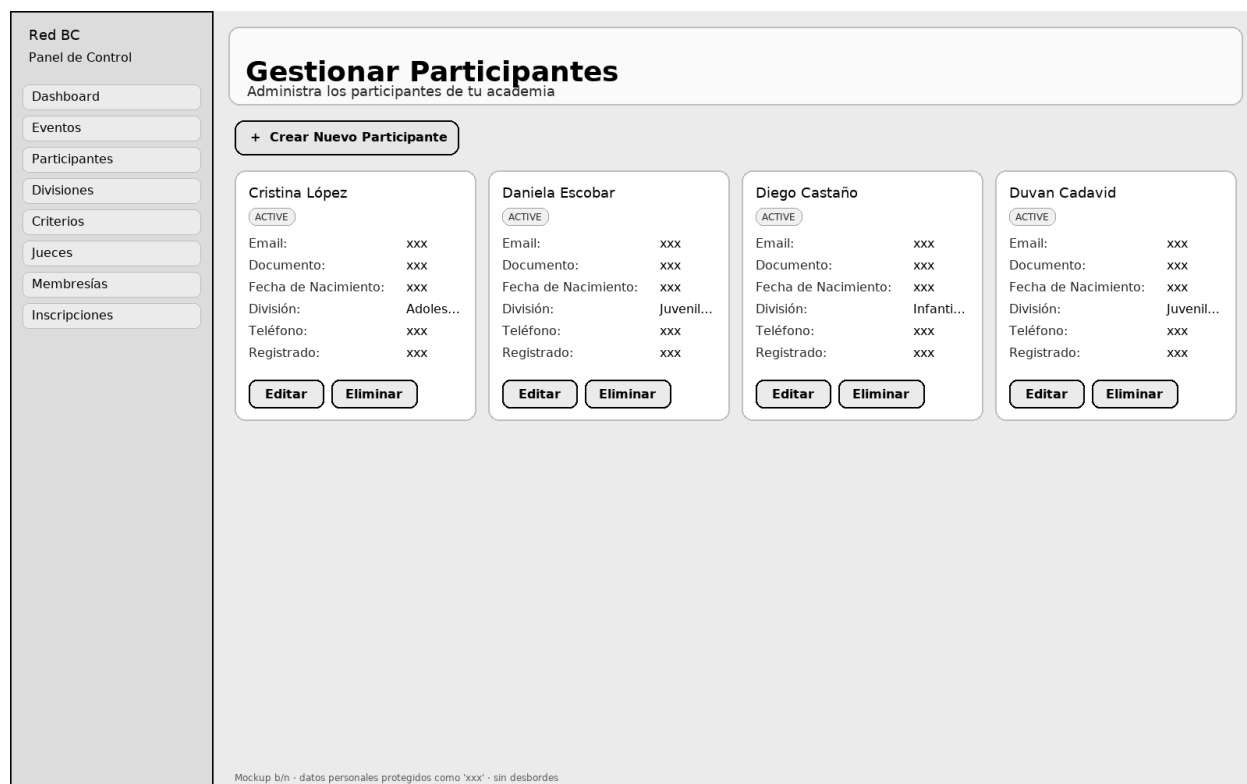 Red BC
Panel de Control
Dashboard
Eventos
Participantes
Divisiones
Criterios
Jueces
Membresías
Inscripciones
Gestionar Participantes
Administra los participantes de tu academia
+ Crear Nuevo Participante
Cristina López
ACTIVE
Email: xxx
Documento: xxx
Fecha de Nacimiento: xxx
División: Adoles...
Teléfono: xxx
Registrado: xxx
Editar Eliminar
Daniela Escobar
ACTIVE
Email: xxx
Documento: xxx
Fecha de Nacimiento: xxx
División: Juvenil...
Teléfono: xxx
Registrado: xxx
Editar Eliminar
Diego Castaño
ACTIVE
Email: xxx
Documento: xxx
Fecha de Nacimiento: xxx
División: Infanti...
Teléfono: xxx
Registrado: xxx
Editar Eliminar
Duvan Cadavid
ACTIVE
Email: xxx
Documento: xxx
Fecha de Nacimiento: xxx
División: Juvenil...
Teléfono: xxx
Registrado: xxx
Editar Eliminar
Mockup b/n · datos personales protegidos como 'xxx' · sin desbordes